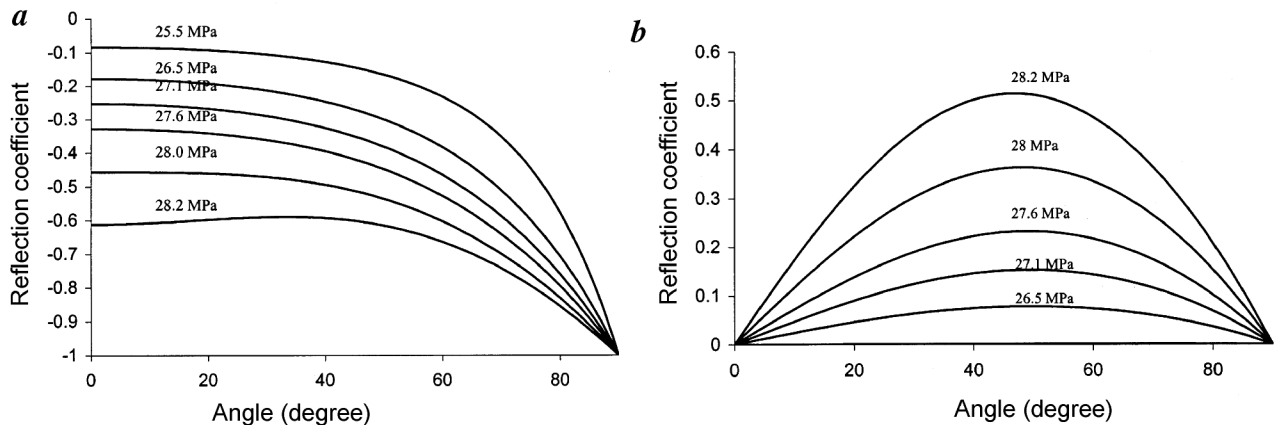 a
0
-0.1
-0.2
-0.3
-0.4
-0.5
-0.6
-0.7
-0.8
-0.9
-1
Reflection coefficient
25.5 MPa
26.5 MPa
27.1 MPa
27.6 MPa
28.0 MPa
28.2 MPa
0 20 40 60 80
Angle (degree)
b
0.6
0.5
0.4
0.3
0.2
0.1
0
Reflection coefficient
28.2 MPa
28 MPa
27.6 MPa
27.1 MPa
26.5 MPa
0 20 40 60 80
Angle (degree)